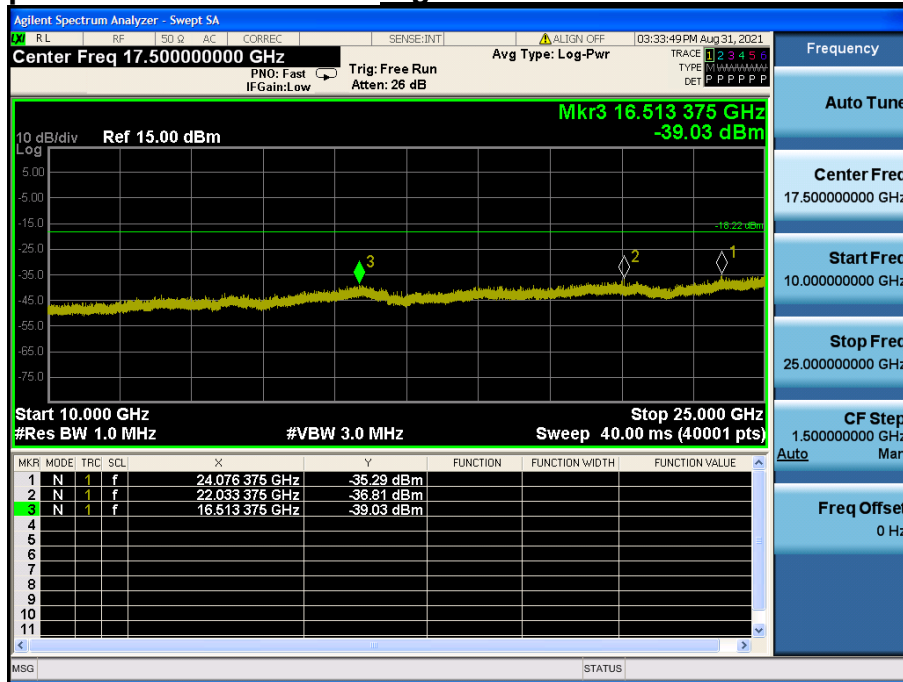 Agilent Spectrum Analyzer - Swept SA
LXI RL RF 50 Ω AC CORREC SENSE:INT ALIGN OFF 03:33:49 PM Aug 31, 2021
Center Freq 17.500000000 GHz Avg Type: Log-Pwr TRACE 1 2 3 4 5 6
PNO: Fast Trig: Free Run TYPE M WWWWW
IFGain:Low Atten: 26 dB DET P P P P P P
Mkr3 16.513 375 GHz
10 dB/div Ref 15.00 dBm -39.03 dBm
Log
5.00
-5.00
-15.0
-18.22 dBm
-25.0
1
2
3
-35.0
-45.0
-55.0
-65.0
-75.0
Start 10.000 GHz Stop 25.000 GHz
#Res BW 1.0 MHz #VBW 3.0 MHz Sweep 40.00 ms (40001 pts)
MKR MODE TRC SCL X Y FUNCTION FUNCTION WIDTH FUNCTION VALUE
1 N 1 f 24.076 375 GHz -35.29 dBm
2 N 1 f 22.033 375 GHz -36.81 dBm
3 N 1 f 16.513 375 GHz -39.03 dBm
4
5
6
7
8
9
10
11
MSG STATUS
Frequency
Auto Tune
Center Freq
17.500000000 GHz
Start Freq
10.000000000 GHz
Stop Freq
25.000000000 GHz
CF Step
1.500000000 GHz
Auto Man
Freq Offset
0 Hz